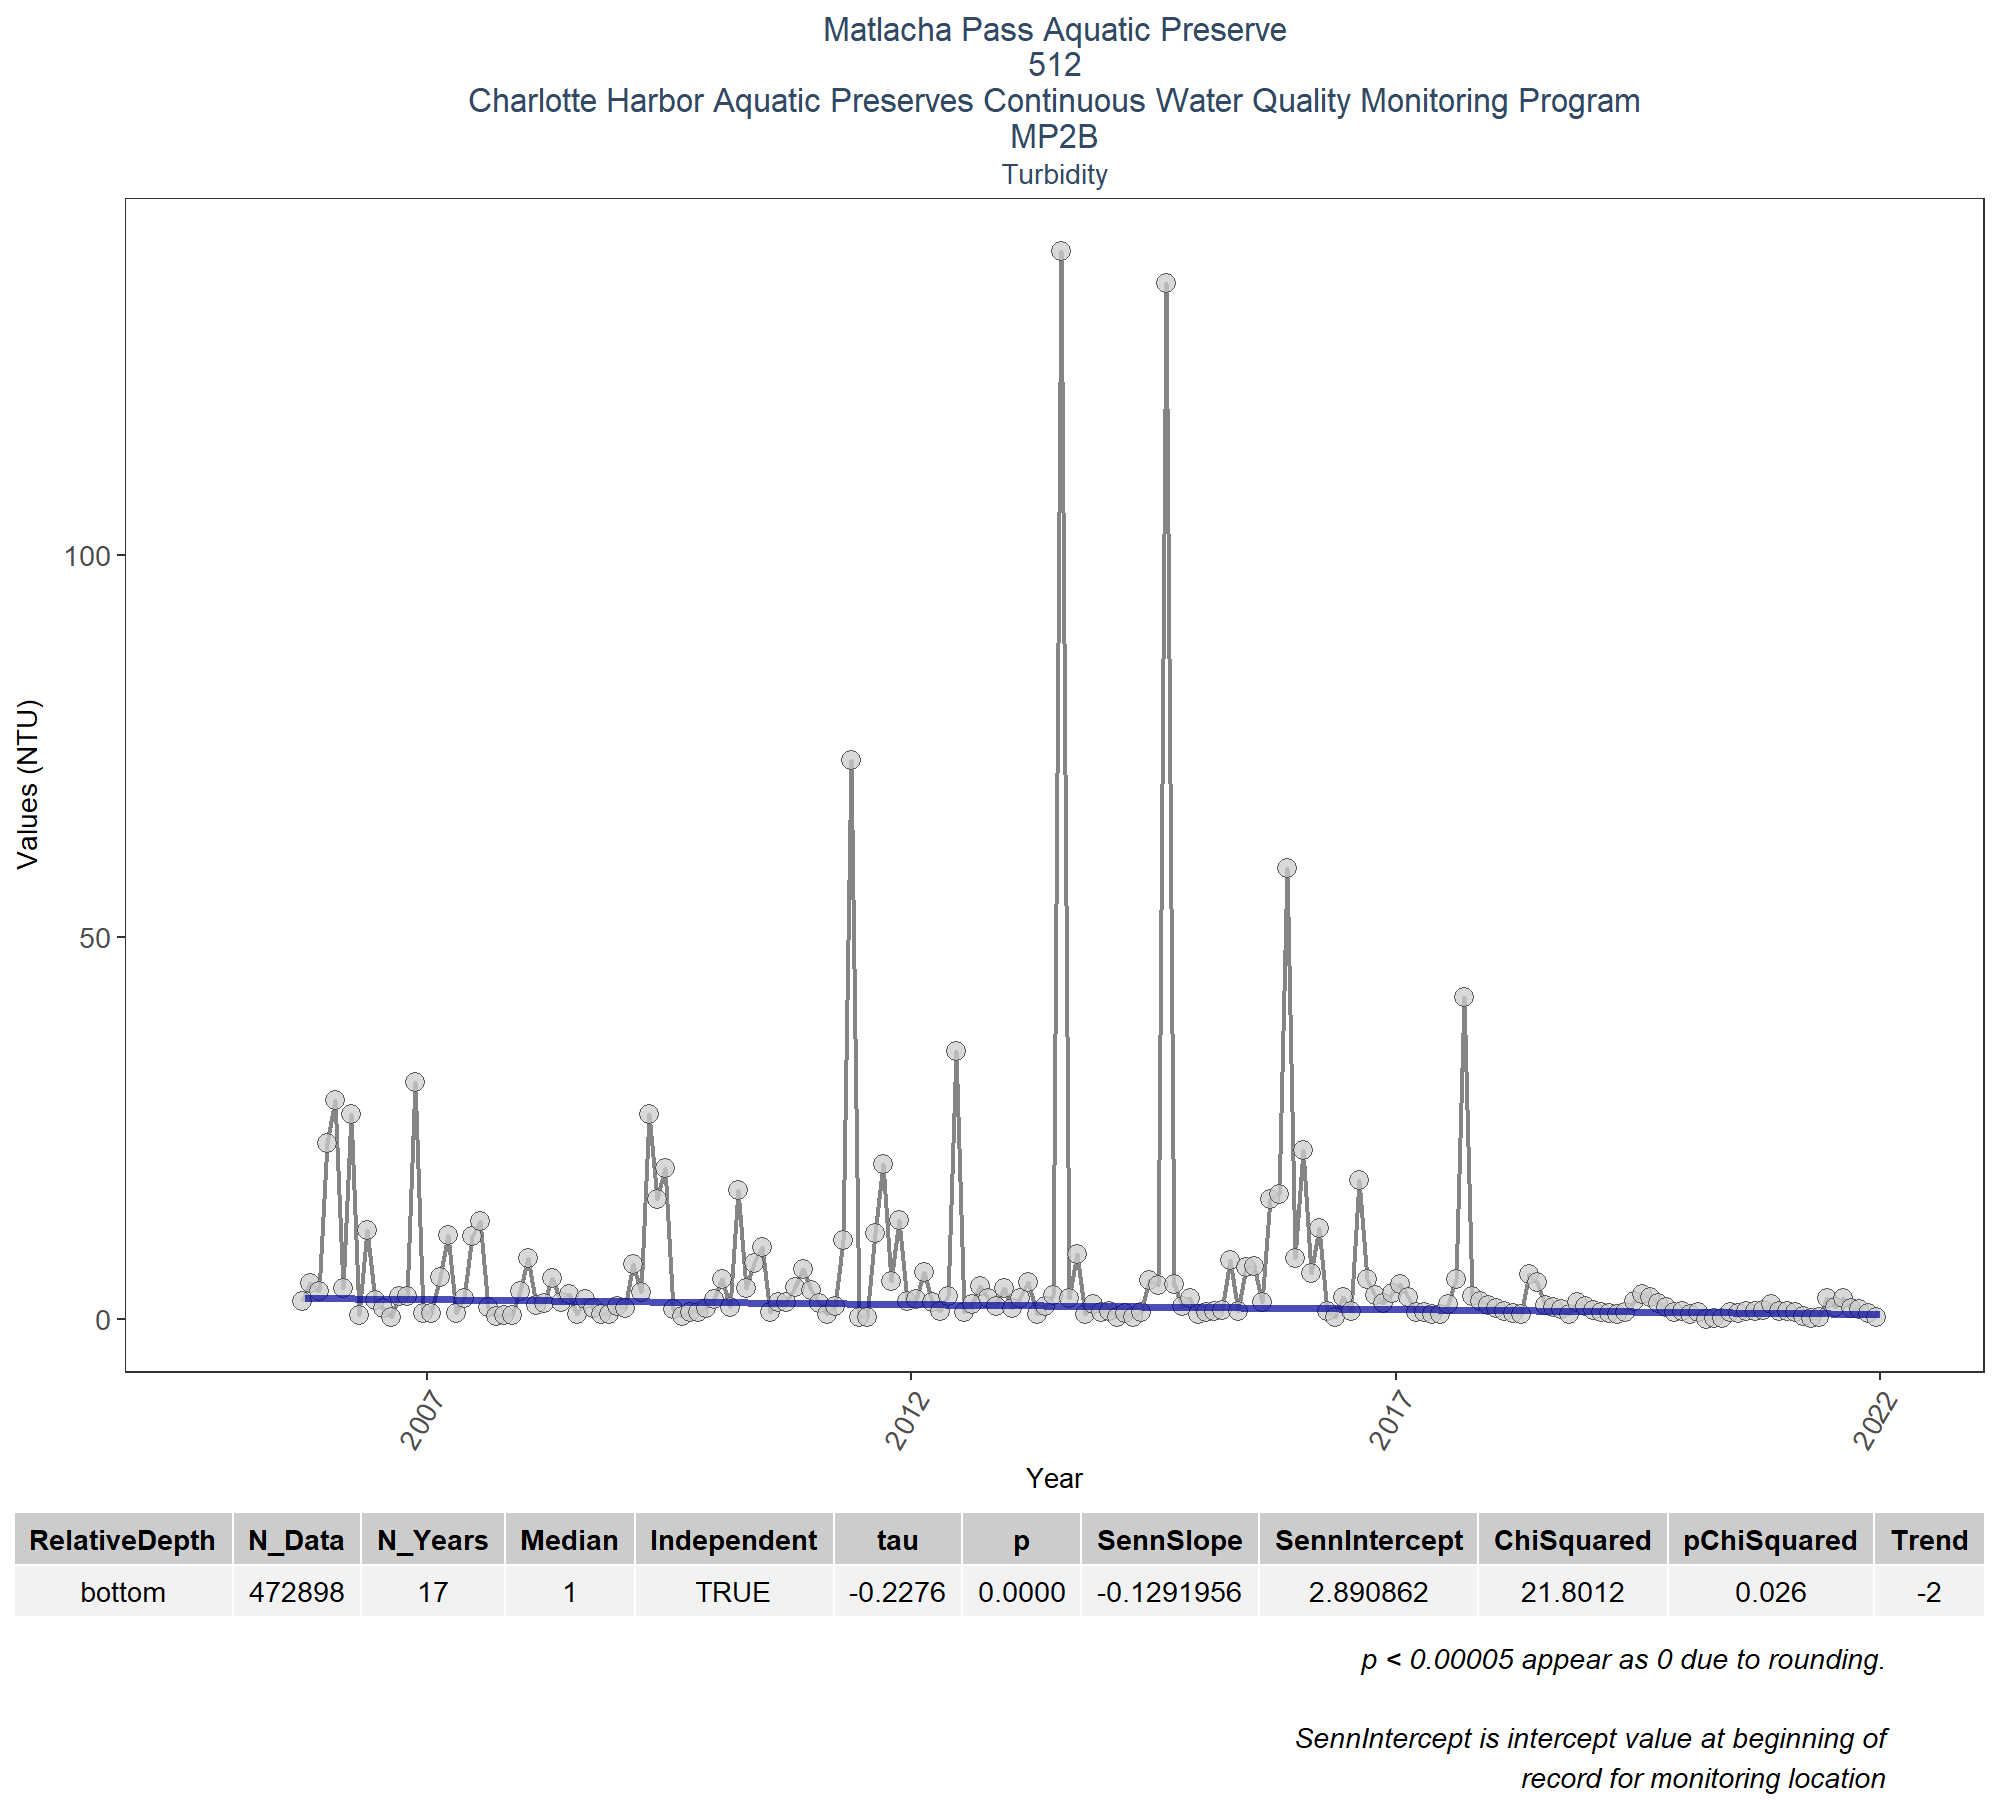 Matlacha Pass Aquatic Preserve
512
Charlotte Harbor Aquatic Preserves Continuous Water Quality Monitoring Program
MP2B
Turbidity
Values (NTU)
100
50
0
2007 2012 2017 2022
Year
RelativeDepth N_Data N_Years Median Independent tau p SennSlope SennIntercept ChiSquared pChiSquared Trend
bottom 472898 17 1 TRUE -0.2276 0.0000 -0.1291956 2.890862 21.8012 0.026 -2
p < 0.00005 appear as 0 due to rounding.
SennIntercept is intercept value at beginning of
record for monitoring location